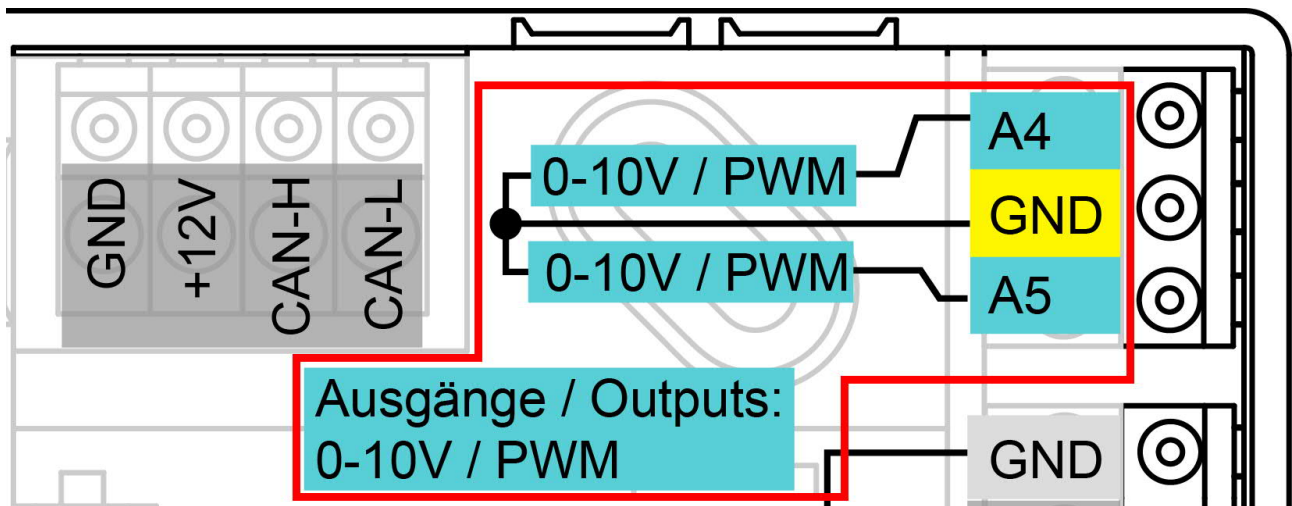 GND
+12V
CAN-H
CAN-L
0-10V / PWM
0-10V / PWM
A4
GND
A5
Ausgänge / Outputs:
0-10V / PWM
GND